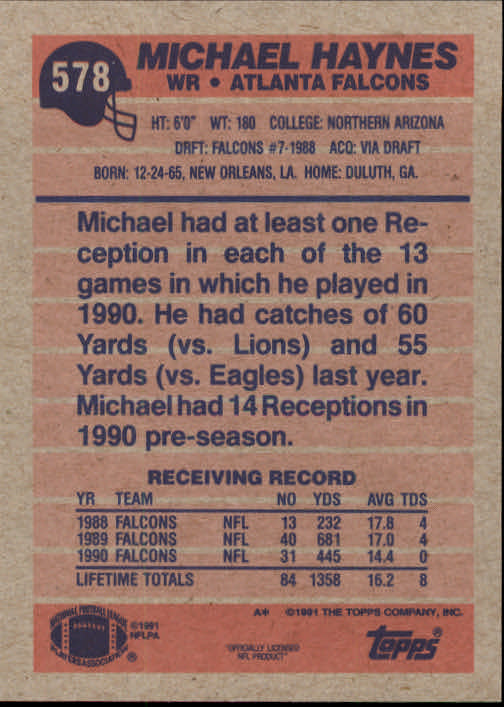 578
MICHAEL HAYNES
WR • ATLANTA FALCONS
HT: 6'0" WT: 180 COLLEGE: NORTHERN ARIZONA
DRFT: FALCONS #7-1988 ACQ: VIA DRAFT
BORN: 12-24-65, NEW ORLEANS, LA. HOME: DULUTH, GA.
Michael had at least one Re-
ception in each of the 13
games in which he played in
1990. He had catches of 60
Yards (vs. Lions) and 55
Yards (vs. Eagles) last year.
Michael had 14 Receptions in
1990 pre-season.
RECEIVING RECORD
YR TEAM NO YDS AVG TDS
1988 FALCONS NFL 13 232 17.8 4
1989 FALCONS NFL 40 681 17.0 4
1990 FALCONS NFL 31 445 14.4 0
LIFETIME TOTALS 84 1358 16.2 8
A* ©1991 THE TOPPS COMPANY, INC.
NATIONAL FOOTBALL LEAGUE
PLAYERS ASSOCIATION ®
©1991
NFLPA
"OFFICIALLY LICENSED
NFL PRODUCT"
topps®